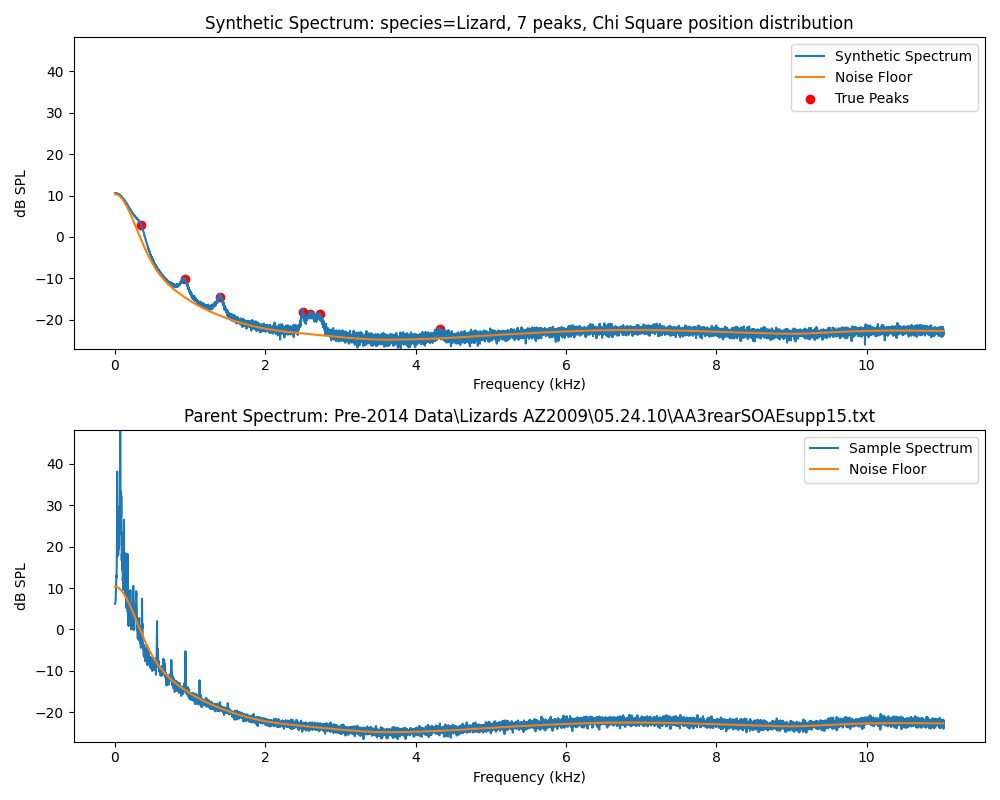 Synthetic Spectrum: species=Lizard, 7 peaks, Chi Square position distribution
40
30
20
10
0
−10
−20
dB SPL
Synthetic Spectrum
Noise Floor
True Peaks
0 2 4 6 8 10
Frequency (kHz)
Parent Spectrum: Pre-2014 Data\Lizards AZ2009\05.24.10\AA3rearSOAEsupp15.txt
40
30
20
10
0
−10
−20
dB SPL
Sample Spectrum
Noise Floor
0 2 4 6 8 10
Frequency (kHz)